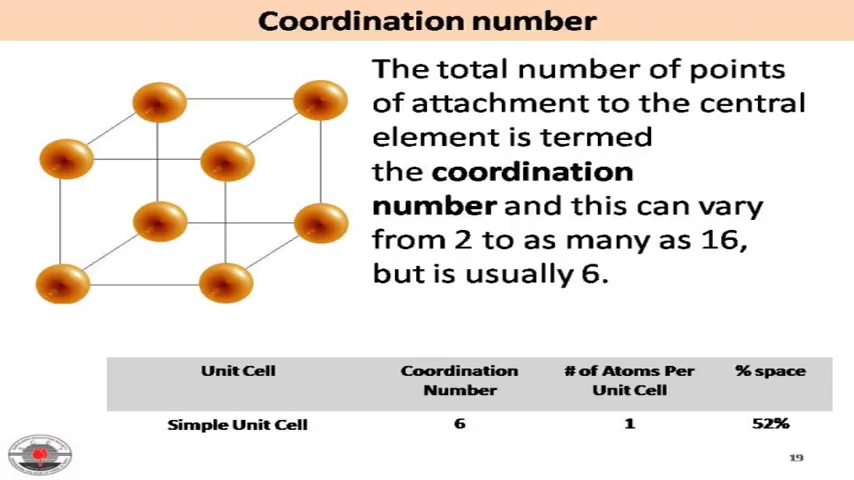 Coordination number
The total number of points
of attachment to the central
element is termed
the coordination
number and this can vary
from 2 to as many as 16,
but is usually 6.
Unit Cell Coordination Number # of Atoms Per Unit Cell % space
Simple Unit Cell 6 1 52%
19